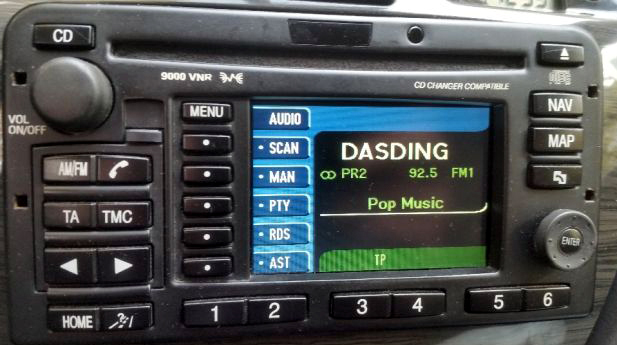 CD
9000 VNR
CD CHANGER COMPATIBLE
VOL
ON/OFF
MENU
AUDIO
NAV
SCAN
DASDING
MAP
AM/FM
MAN
PR2 92.5 FM1
TA TMC
PTY
Pop Music
RDS
ENTER
AST
TP
HOME
1 2 3 4 5 6